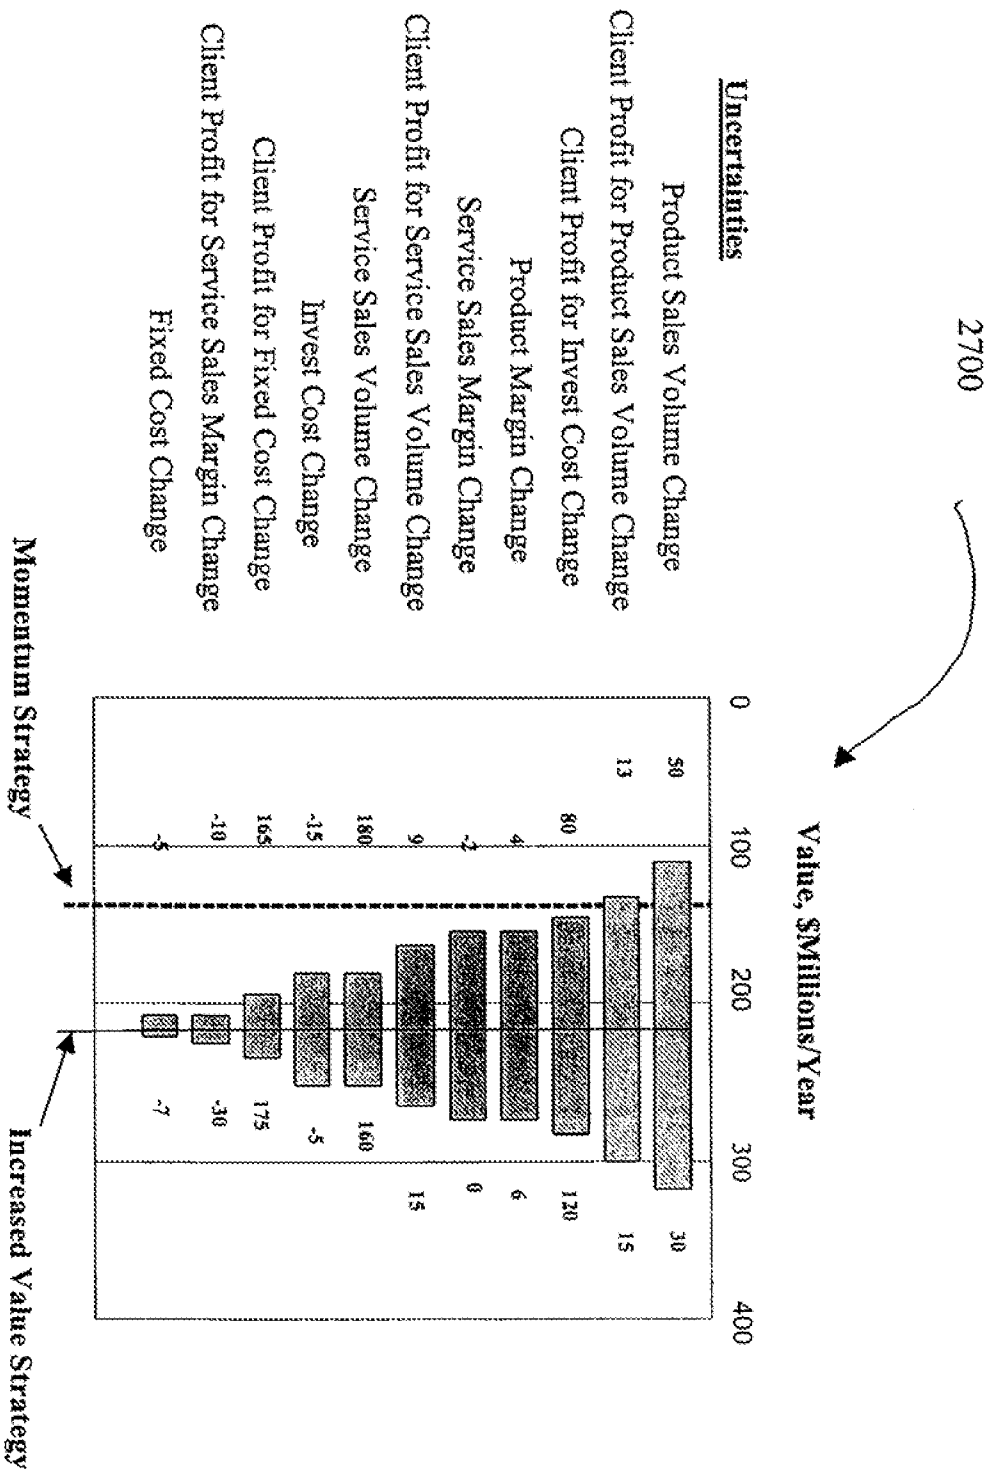 2700
Value, $Millions/Year
Uncertainties
0 100 200 300 400
Product Sales Volume Change 50 30
Client Profit for Product Sales Volume Change 13 15
Client Profit for Invest Cost Change 80 120
Product Margin Change 4 6
Service Sales Margin Change -2 0
Client Profit for Service Sales Volume Change 9 15
Service Sales Volume Change 180 160
Invest Cost Change -15 -5
Client Profit for Fixed Cost Change 165 175
Client Profit for Service Sales Margin Change -10 -30
Fixed Cost Change -5 -7
Momentum Strategy
Increased Value Strategy